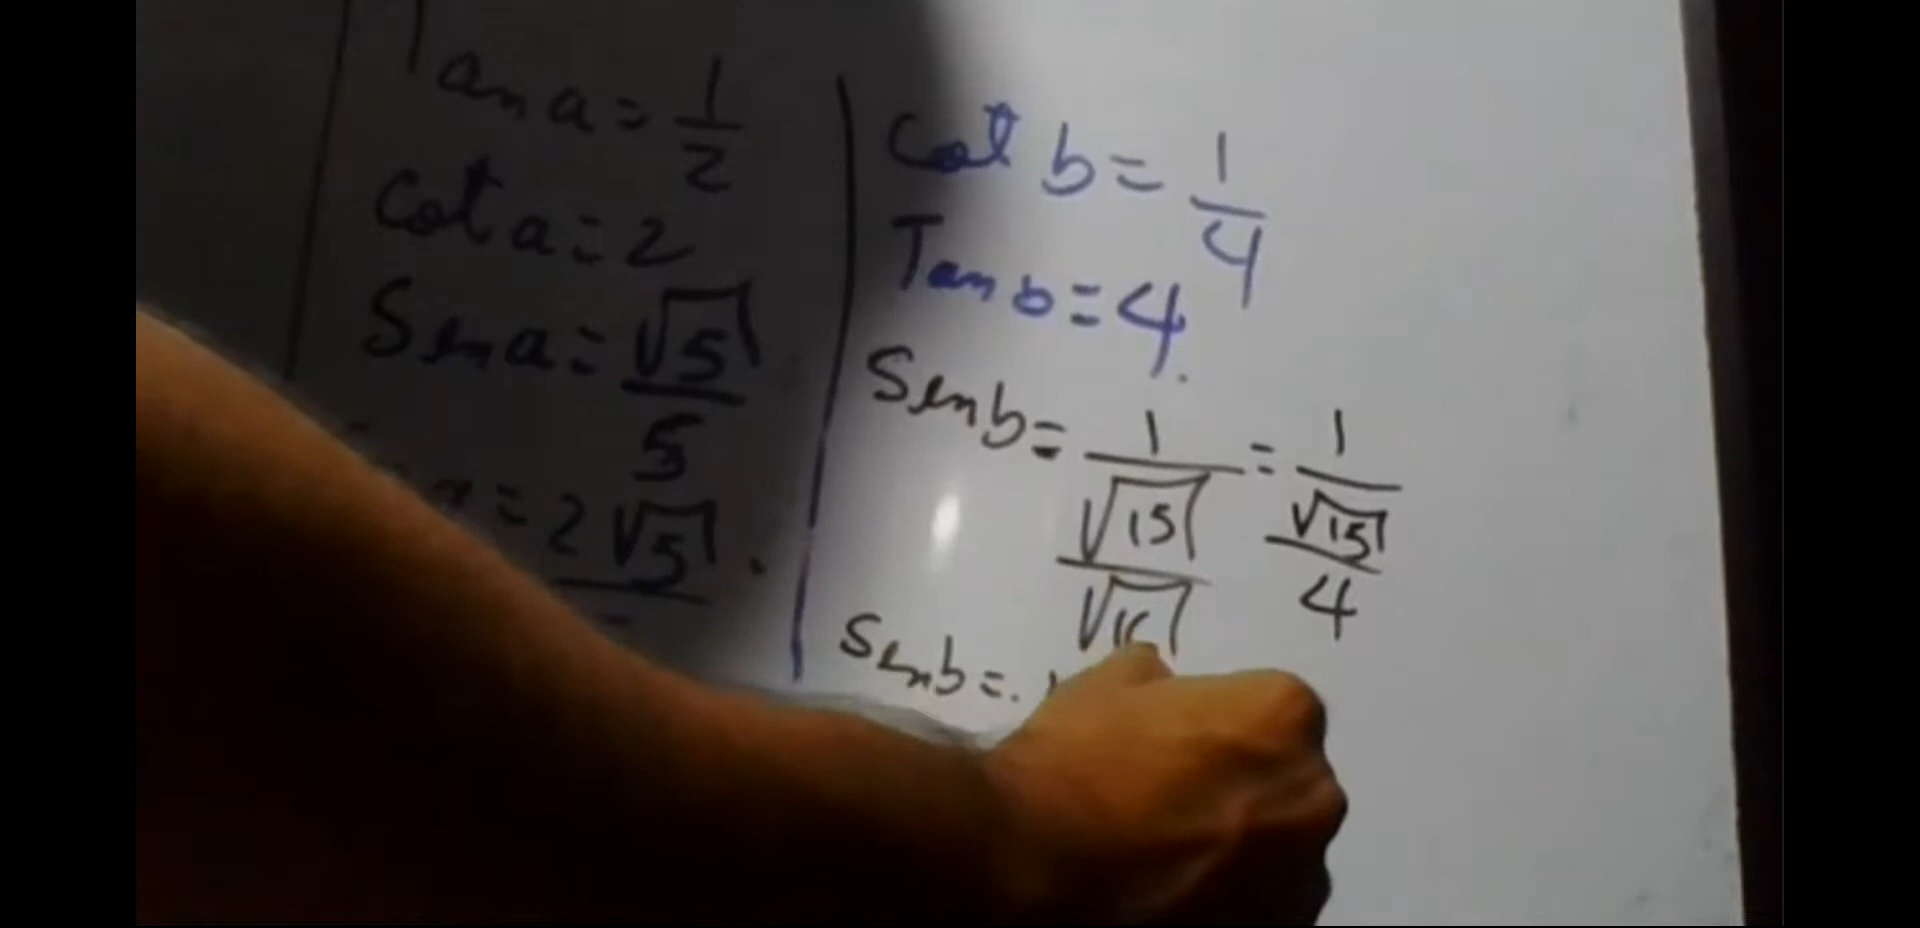 Tan a = 1/2
Cot a = 2
Sen a = √5/5
a = 2√5
Cot b = 1/4
Tan b = 4.
Sen b = 1/(√15/√16) = 1/(√15/4)
Sen b =